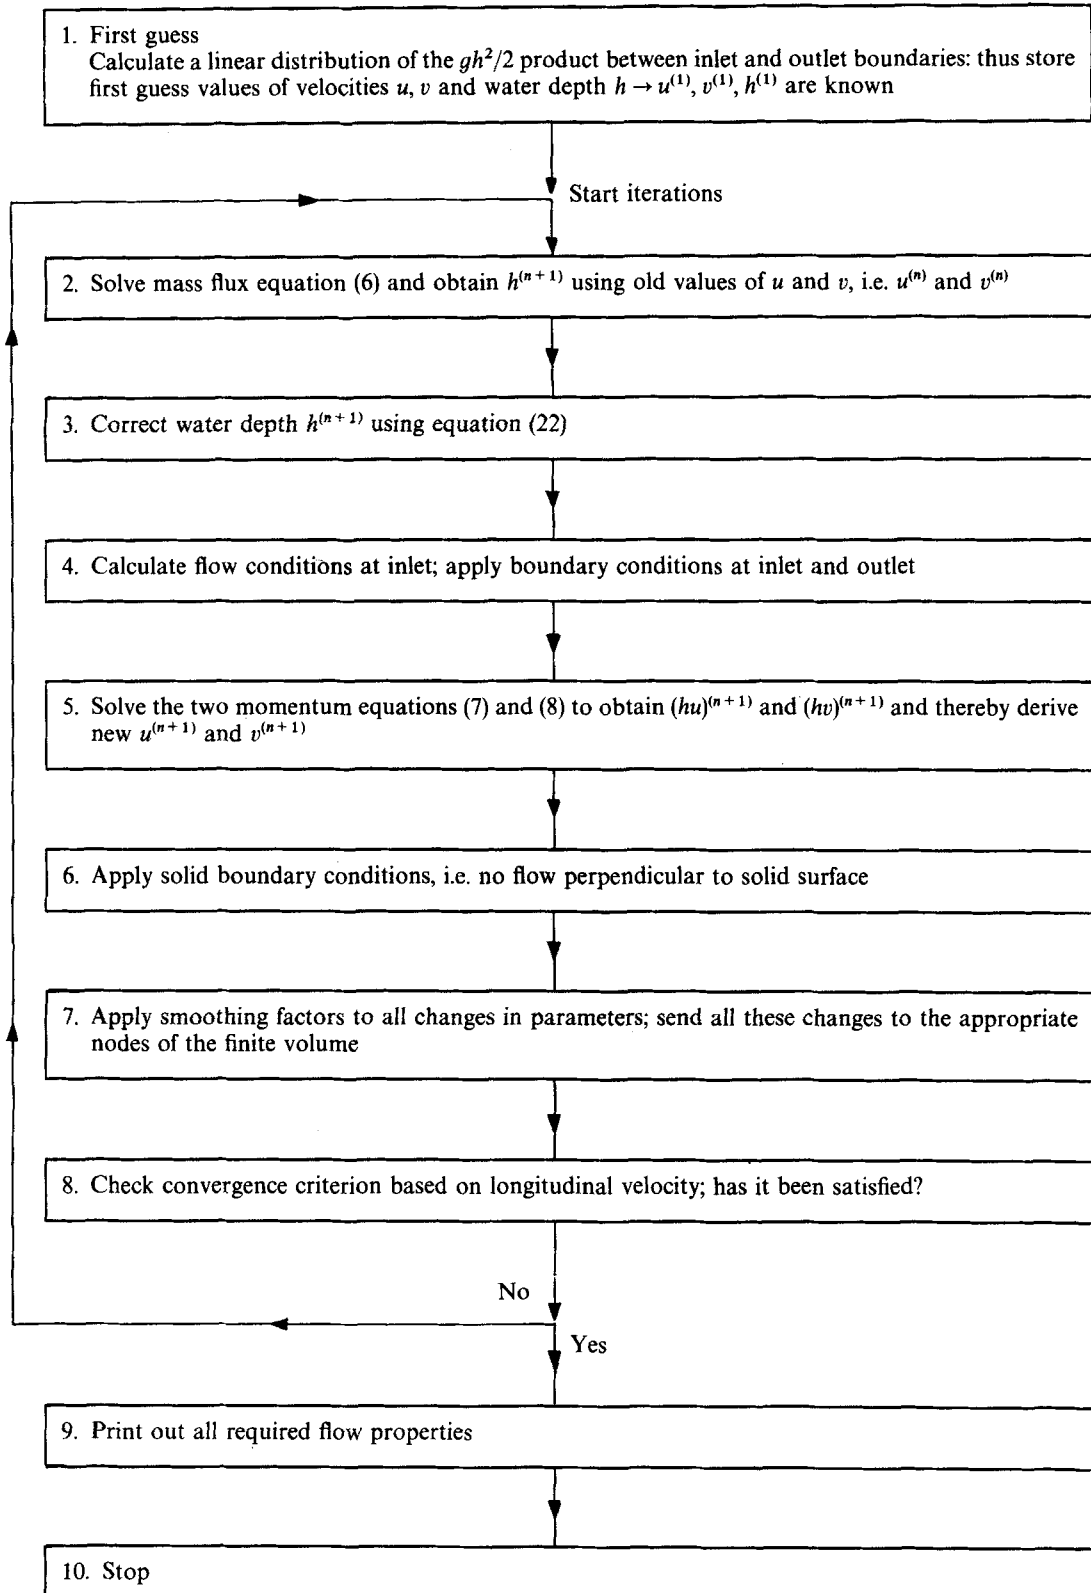 1. First guess
Calculate a linear distribution of the gh²/2 product between inlet and outlet boundaries: thus store
first guess values of velocities u, v and water depth h → u⁽¹⁾, v⁽¹⁾, h⁽¹⁾ are known
Start iterations
2. Solve mass flux equation (6) and obtain h⁽ⁿ⁺¹⁾ using old values of u and v, i.e. u⁽ⁿ⁾ and v⁽ⁿ⁾
3. Correct water depth h⁽ⁿ⁺¹⁾ using equation (22)
4. Calculate flow conditions at inlet; apply boundary conditions at inlet and outlet
5. Solve the two momentum equations (7) and (8) to obtain (hu)⁽ⁿ⁺¹⁾ and (hv)⁽ⁿ⁺¹⁾ and thereby derive
new u⁽ⁿ⁺¹⁾ and v⁽ⁿ⁺¹⁾
6. Apply solid boundary conditions, i.e. no flow perpendicular to solid surface
7. Apply smoothing factors to all changes in parameters; send all these changes to the appropriate
nodes of the finite volume
8. Check convergence criterion based on longitudinal velocity; has it been satisfied?
No
Yes
9. Print out all required flow properties
10. Stop